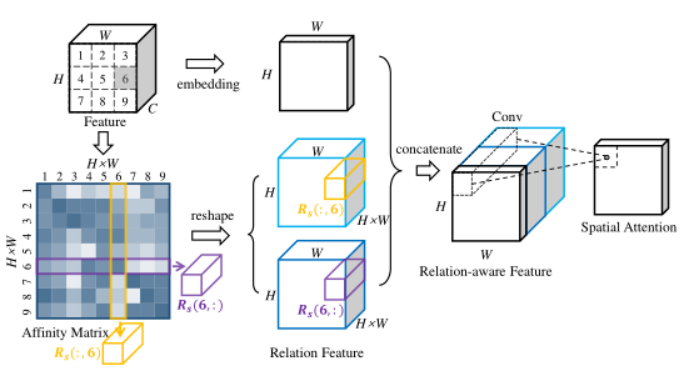 W
H
1 2 3
4 5 6
7 8 9
C
Feature
embedding
W
H
H×W
1 2 3 4 5 6 7 8 9
H×W
1
2
3
4
5
6
7
8
9
Affinity Matrix
R_s(6,:)
R_s(:,6)
reshape
W
H
R_s(:,6)
H×W
W
H
R_s(6,:)
H×W
Relation Feature
concatenate
Conv
H
W
Relation-aware Feature
Spatial Attention